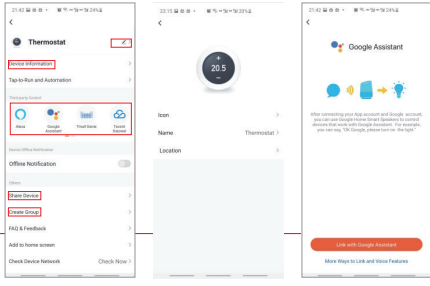 21:42
24%
Thermostat
Device Information
Tap-to-Run and Automation
Third-party Control
Alexa
Google Assistant
Tmall Genie
Device Offline Notification
Offline Notification
Others
Share Device
Create Group
FAQ & Feedback
Add to home screen
Check Device Network Check Now
22:15
20.5
Icon
Name Thermostat
Location
21:42
24%
Google Assistant
After connecting your App account and Google account,
you can use Google Home Smart Speakers to control
devices that work with Google Assistant. For example,
you can say, "OK Google, please turn on the light."
Link with Google Assistant
More Ways to Link and Voice Features